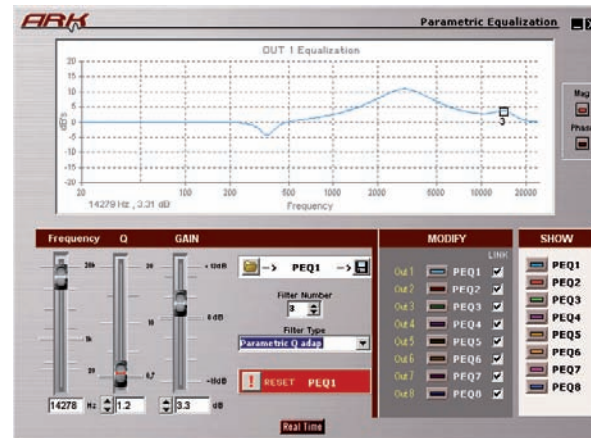 ARK
Parametric Equalization
OUT 1 Equalization
20
15
10
5
0
-5
-10
-15
-20
dB's
20 100 200 500 1000 2000 5000 10000 20000
14279 Hz , 3.31 dB
Frequency
3
Mag
Phase
Frequency Q GAIN
20k
1k
20
10
0,7
0 dB
14278 Hz 1.2 3.3 dB
--> PEQ1 -->
Filter Number
3
Filter Type
Parametric Q adap
! RESET PEQ1
MODIFY
LINK
Out 1 PEQ1
Out 2 PEQ2
Out 3 PEQ3
Out 4 PEQ4
Out 5 PEQ5
Out 6 PEQ6
Out 7 PEQ7
Out 8 PEQ8
SHOW
PEQ1
PEQ2
PEQ3
PEQ4
PEQ5
PEQ6
PEQ7
PEQ8
Real Time